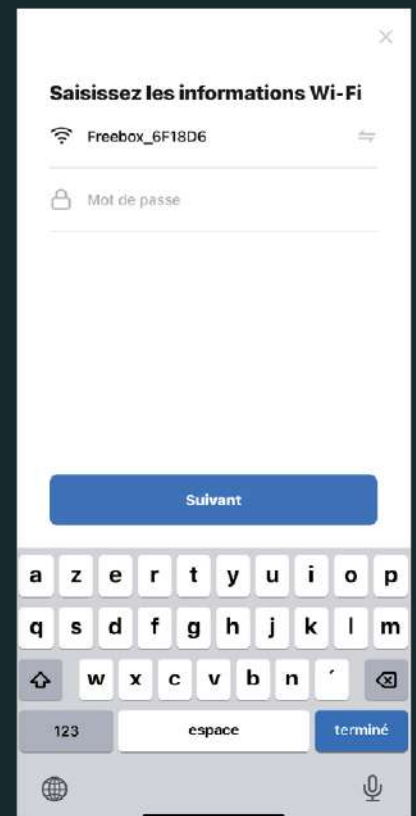 Saisissez les informations Wi-Fi
Freebox_6F18D6
Mot de passe
Suivant
a z e r t y u i o p
q s d f g h j k l m
w x c v b n ´
123 espace terminé